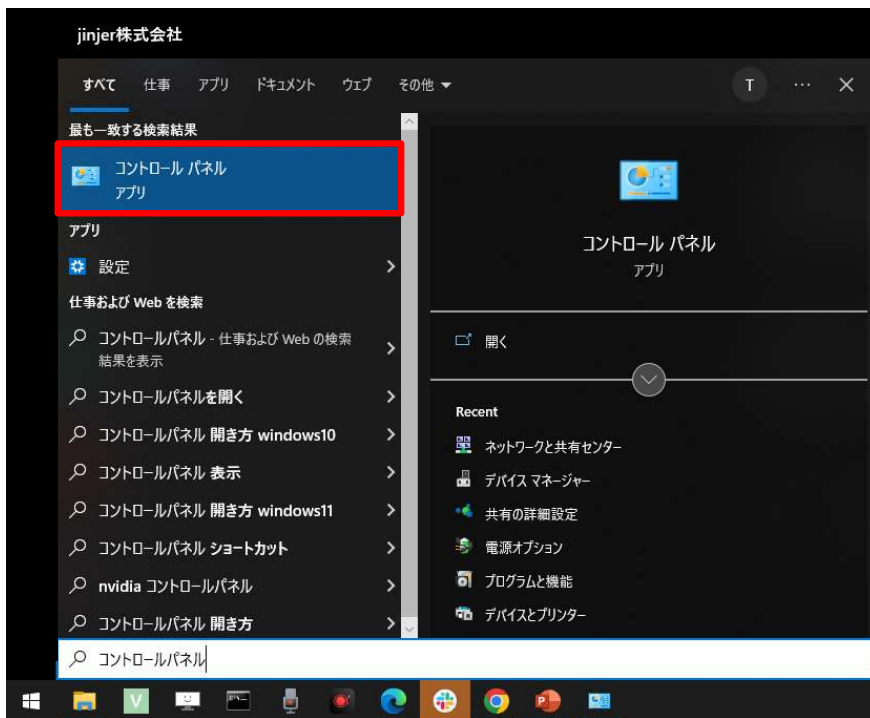 jinjer株式会社
すべて 仕事 アプリ ドキュメント ウェブ その他 T ...
最も一致する検索結果
コントロール パネル
アプリ
アプリ
設定
仕事および Web を検索
コントロールパネル - 仕事および Web の検索
結果を表示
コントロールパネルを開く
コントロールパネル 開き方 windows10
コントロールパネル 表示
コントロールパネル 開き方 windows11
コントロールパネル ショートカット
nvidia コントロールパネル
コントロールパネル 開き方
コントロール パネル
アプリ
開く
Recent
ネットワークと共有センター
デバイス マネージャー
共有の詳細設定
電源オプション
プログラムと機能
デバイスとプリンター
コントロールパネル
V
P